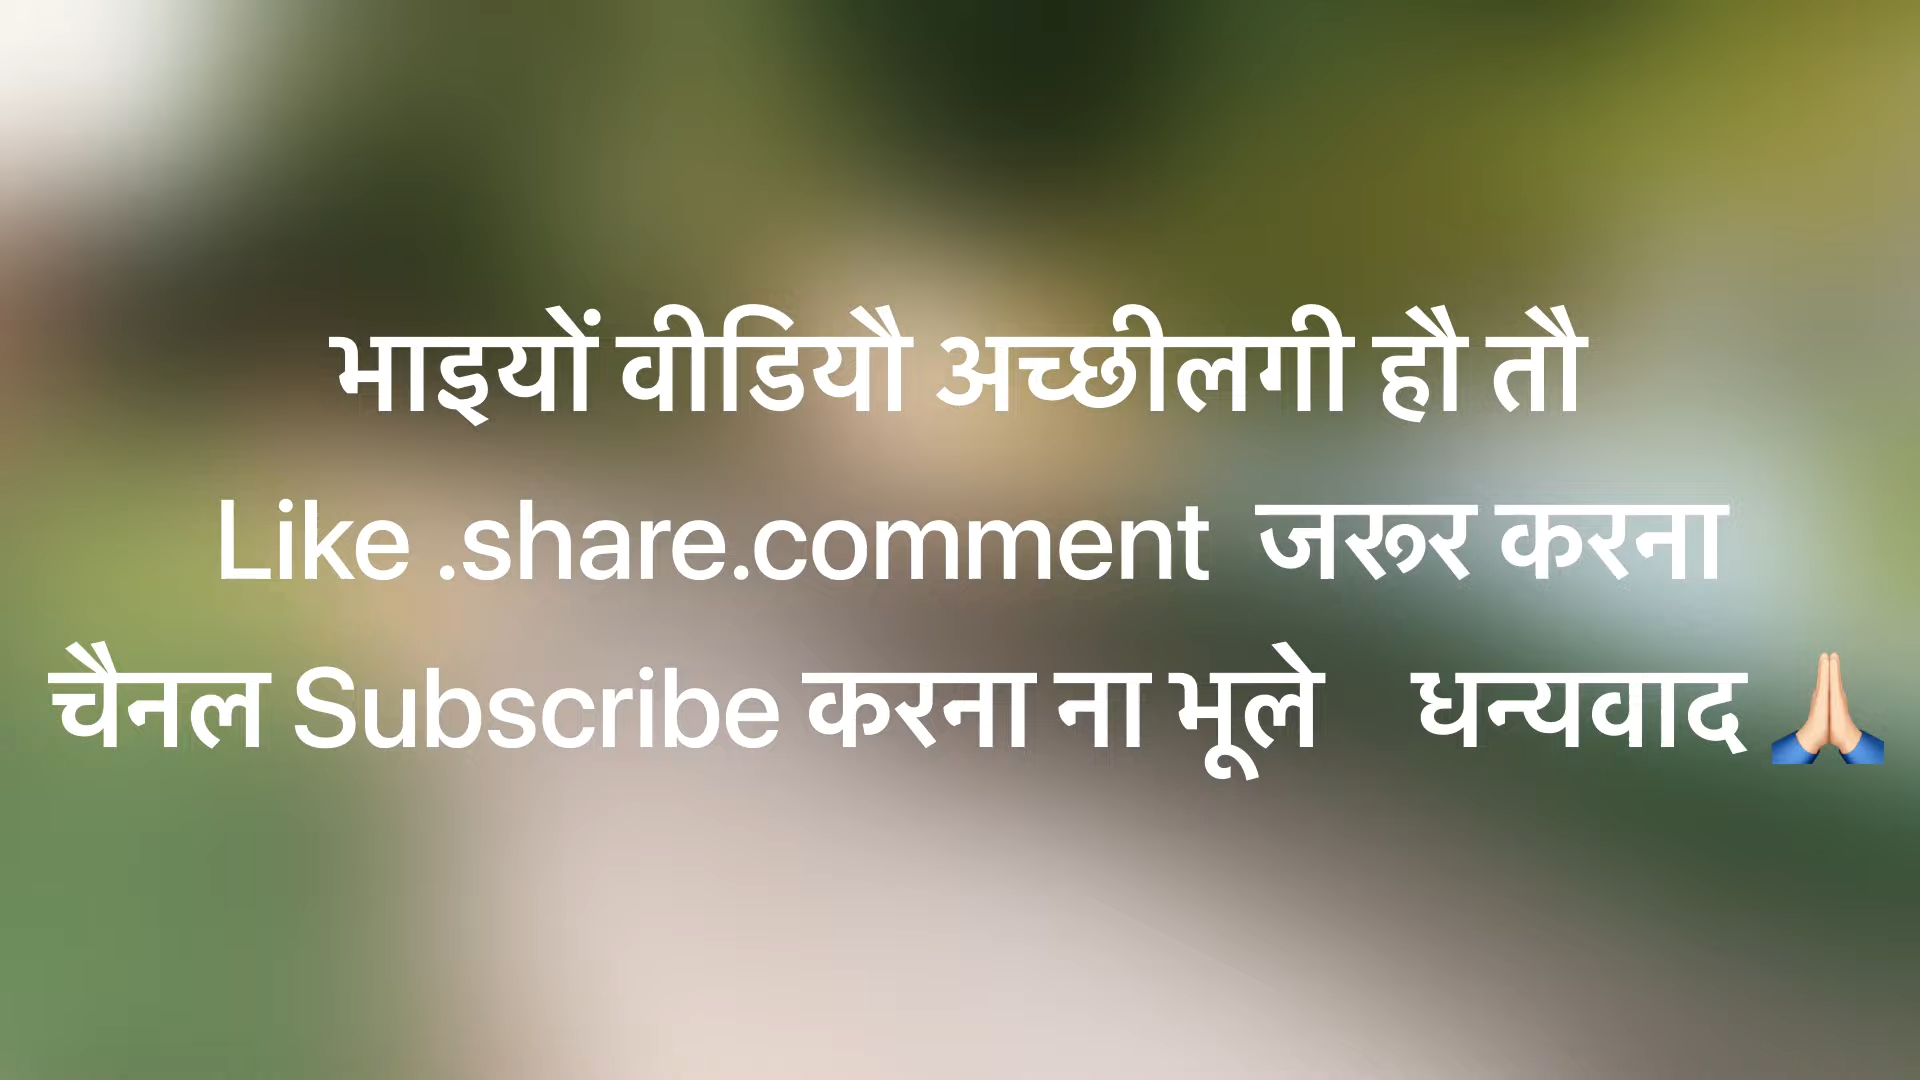 भाइयों वीडियौ अच्छीलगी हौ तौ
Like .share.comment जरूर करना
चैनल Subscribe करना ना भूले धन्यवाद 🙏🏻